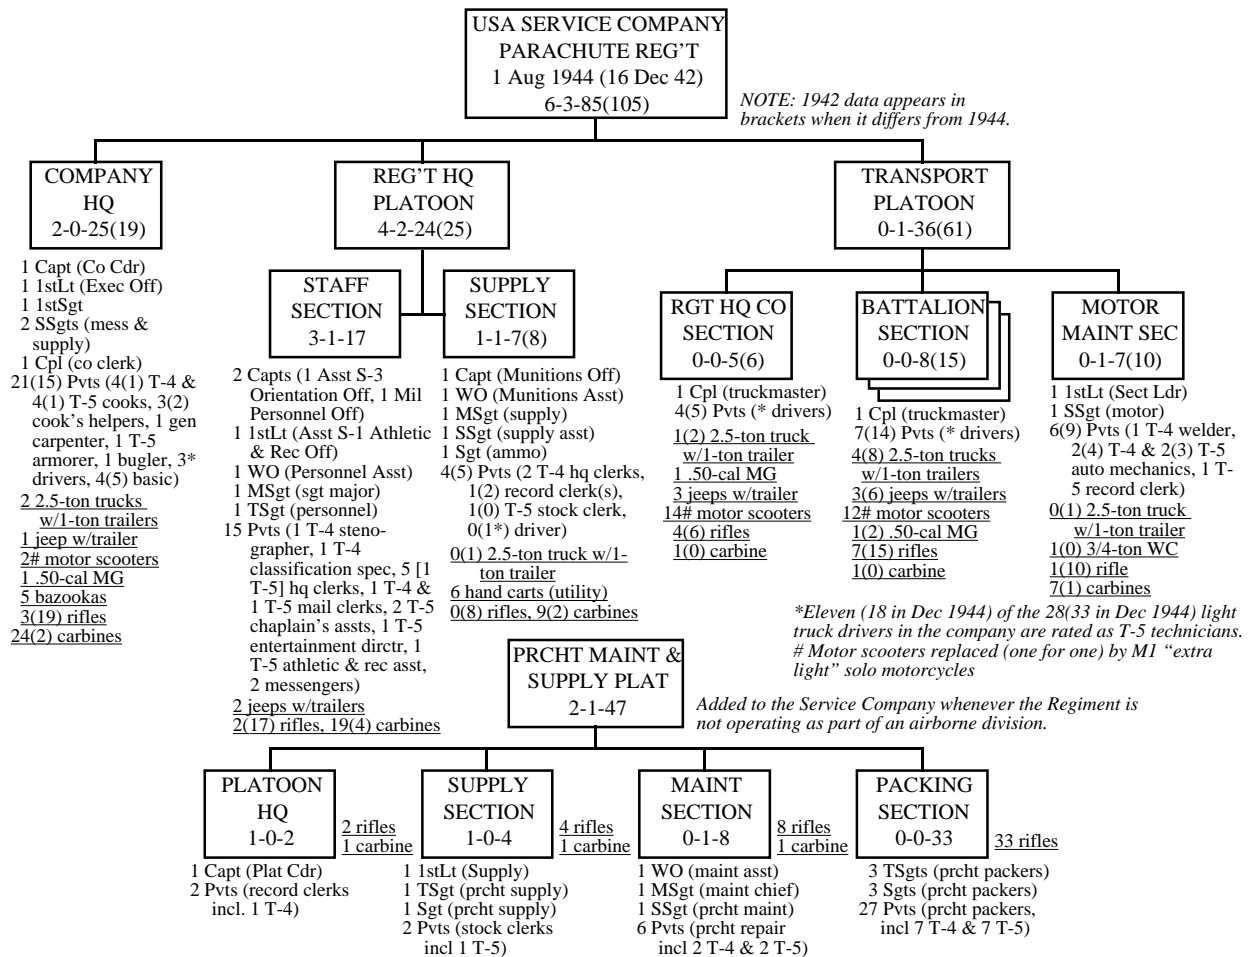 USA SERVICE COMPANY
PARACHUTE REG'T
1 Aug 1944 (16 Dec 42)
6-3-85(105)
NOTE: 1942 data appears in
brackets when it differs from 1944.
COMPANY
HQ
2-0-25(19)
1 Capt (Co Cdr)
1 1stLt (Exec Off)
1 1stSgt
2 SSgts (mess &
supply)
1 Cpl (co clerk)
21(15) Pvts (4(1) T-4 &
4(1) T-5 cooks, 3(2)
cook's helpers, 1 gen
carpenter, 1 T-5
armorer, 1 bugler, 3*
drivers, 4(5) basic)
2 2.5-ton trucks
w/1-ton trailers
1 jeep w/trailer
2# motor scooters
1 .50-cal MG
5 bazookas
3(19) rifles
24(2) carbines
REG'T HQ
PLATOON
4-2-24(25)
STAFF
SECTION
3-1-17
2 Capts (1 Asst S-3
Orientation Off, 1 Mil
Personnel Off)
1 1stLt (Asst S-1 Athletic
& Rec Off)
1 WO (Personnel Asst)
1 MSgt (sgt major)
1 TSgt (personnel)
15 Pvts (1 T-4 steno-
grapher, 1 T-4
classification spec, 5 [1
T-5] hq clerks, 1 T-4 &
1 T-5 mail clerks, 2 T-5
chaplain's assts, 1 T-5
entertainment dirctr, 1
T-5 athletic & rec asst,
2 messengers)
2 jeeps w/trailers
2(17) rifles, 19(4) carbines
SUPPLY
SECTION
1-1-7(8)
1 Capt (Munitions Off)
1 WO (Munitions Asst)
1 MSgt (supply)
1 SSgt (supply asst)
1 Sgt (ammo)
4(5) Pvts (2 T-4 hq clerks,
1(2) record clerk(s),
1(0) T-5 stock clerk,
0(1*) driver)
0(1) 2.5-ton truck w/1-
ton trailer
6 hand carts (utility)
0(8) rifles, 9(2) carbines
TRANSPORT
PLATOON
0-1-36(61)
RGT HQ CO
SECTION
0-0-5(6)
1 Cpl (truckmaster)
4(5) Pvts (* drivers)
1(2) 2.5-ton truck
w/1-ton trailer
1 .50-cal MG
3 jeeps w/trailer
14# motor scooters
4(6) rifles
1(0) carbine
BATTALION
SECTION
0-0-8(15)
1 Cpl (truckmaster)
7(14) Pvts (* drivers)
4(8) 2.5-ton trucks
w/1-ton trailers
3(6) jeeps w/trailers
12# motor scooters
1(2) .50-cal MG
7(15) rifles
1(0) carbine
MOTOR
MAINT SEC
0-1-7(10)
1 1stLt (Sect Ldr)
1 SSgt (motor)
6(9) Pvts (1 T-4 welder,
2(4) T-4 & 2(3) T-5
auto mechanics, 1 T-
5 record clerk)
0(1) 2.5-ton truck
w/1-ton trailer
1(0) 3/4-ton WC
1(10) rifle
7(1) carbines
*Eleven (18 in Dec 1944) of the 28(33 in Dec 1944) light
truck drivers in the company are rated as T-5 technicians.
# Motor scooters replaced (one for one) by M1 “extra
light” solo motorcycles
PRCHT MAINT &
SUPPLY PLAT
2-1-47
Added to the Service Company whenever the Regiment is
not operating as part of an airborne division.
PLATOON
HQ
1-0-2
2 rifles
1 carbine
1 Capt (Plat Cdr)
2 Pvts (record clerks
incl. 1 T-4)
SUPPLY
SECTION
1-0-4
4 rifles
1 carbine
1 1stLt (Supply)
1 TSgt (prcht supply)
1 Sgt (prcht supply)
2 Pvts (stock clerks
incl 1 T-5)
MAINT
SECTION
0-1-8
8 rifles
1 carbine
1 WO (maint asst)
1 MSgt (maint chief)
1 SSgt (prcht maint)
6 Pvts (prcht repair
incl 2 T-4 & 2 T-5)
PACKING
SECTION
0-0-33
33 rifles
3 TSgts (prcht packers)
3 Sgts (prcht packers)
27 Pvts (prcht packers,
incl 7 T-4 & 7 T-5)